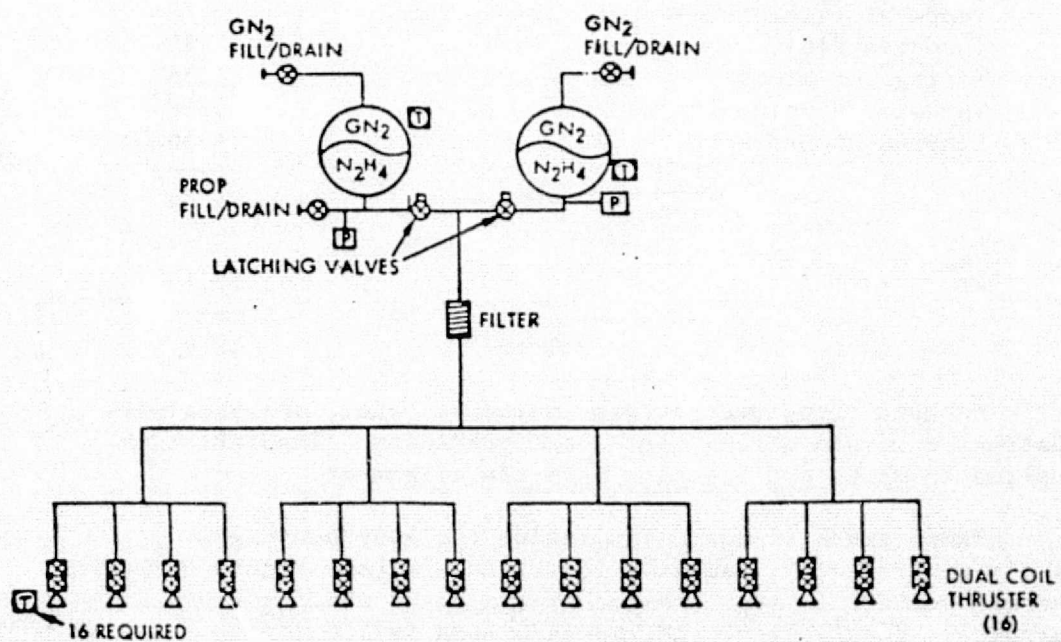 GN2
FILL/DRAIN
GN2
FILL/DRAIN
GN2
N2H4
T
GN2
N2H4
T
PROP
FILL/DRAIN
P
P
LATCHING VALVES
FILTER
T
16 REQUIRED
DUAL COIL
THRUSTER
(16)